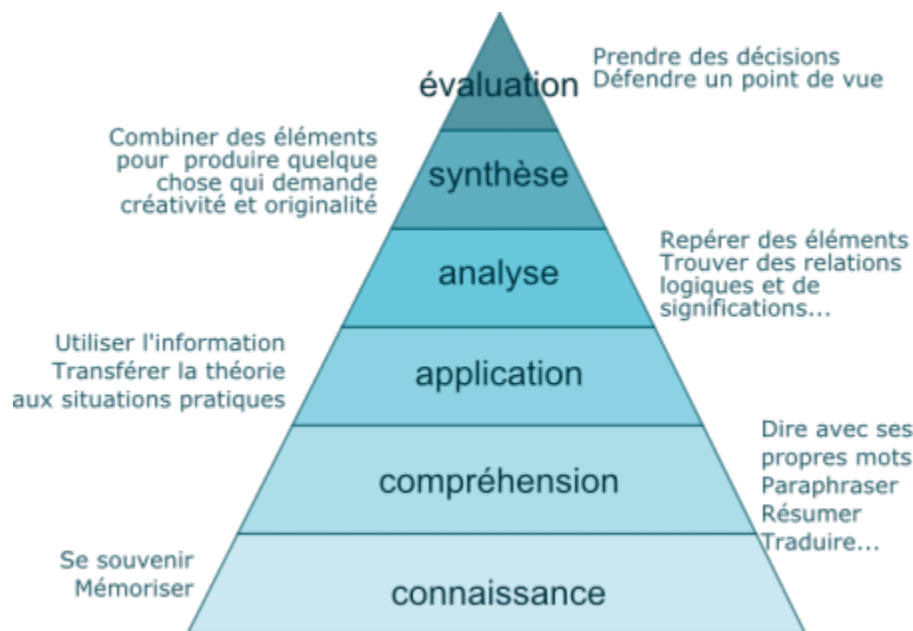 Prendre des décisions
Défendre un point de vue
évaluation
Combiner des éléments
pour produire quelque
chose qui demande
créativité et originalité
synthèse
Repérer des éléments
Trouver des relations
logiques et de
significations...
analyse
Utiliser l'information
Transférer la théorie
aux situations pratiques
application
Dire avec ses
propres mots
Paraphraser
Résumer
Traduire...
compréhension
Se souvenir
Mémoriser
connaissance